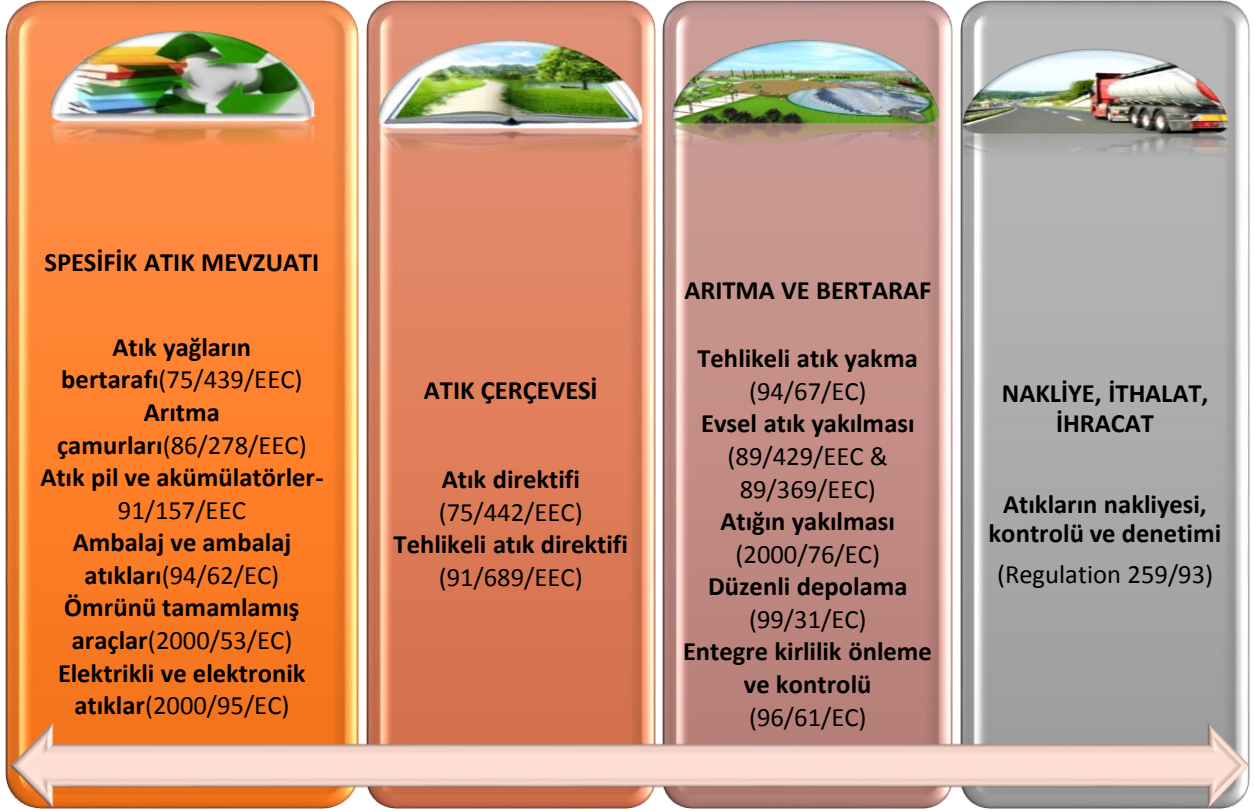 SPESİFİK ATIK MEVZUATI
Atık yağların
bertarafı(75/439/EEC)
Arıtma
çamurları(86/278/EEC)
Atık pil ve akümülatörler-
91/157/EEC
Ambalaj ve ambalaj
atıkları(94/62/EC)
Ömrünü tamamlamış
araçlar(2000/53/EC)
Elektrikli ve elektronik
atıklar(2000/95/EC)
ATIK ÇERÇEVESİ
Atık direktifi
(75/442/EEC)
Tehlikeli atık direktifi
(91/689/EEC)
ARITMA VE BERTARAF
Tehlikeli atık yakma
(94/67/EC)
Evsel atık yakılması
(89/429/EEC &
89/369/EEC)
Atığın yakılması
(2000/76/EC)
Düzenli depolama
(99/31/EC)
Entegre kirlilik önleme
ve kontrolü
(96/61/EC)
NAKLİYE, İTHALAT,
İHRACAT
Atıkların nakliyesi,
kontrolü ve denetimi
(Regulation 259/93)